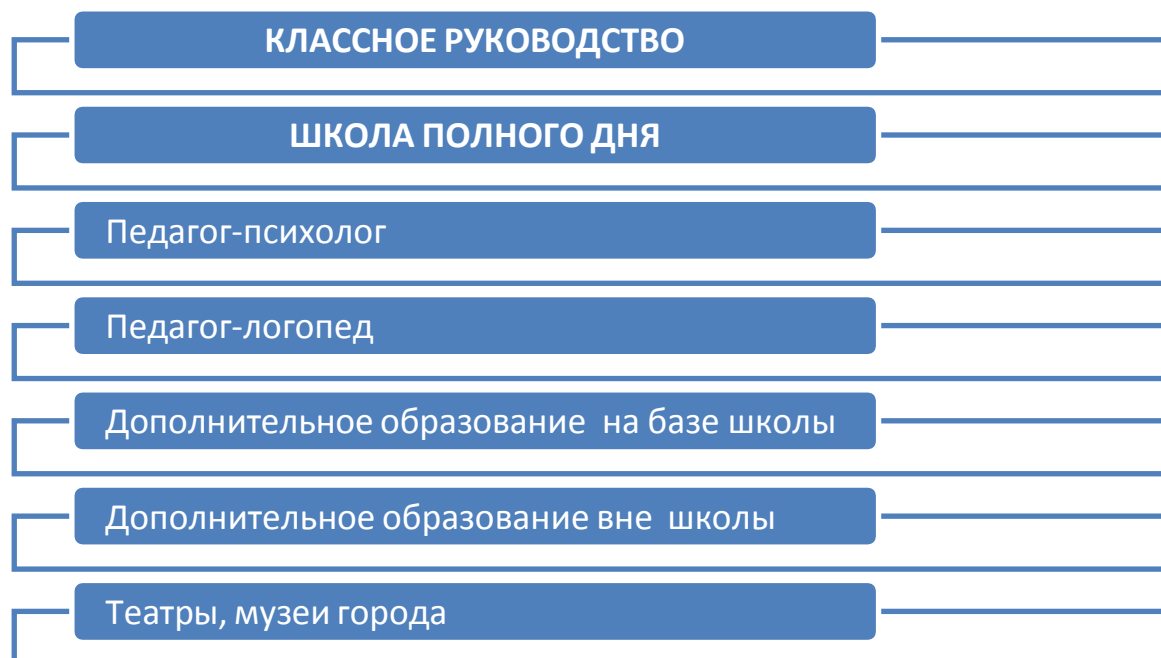 КЛАССНОЕ РУКОВОДСТВО
ШКОЛА ПОЛНОГО ДНЯ
Педагог-психолог
Педагог-логопед
Дополнительное образование на базе школы
Дополнительное образование вне школы
Театры, музеи города